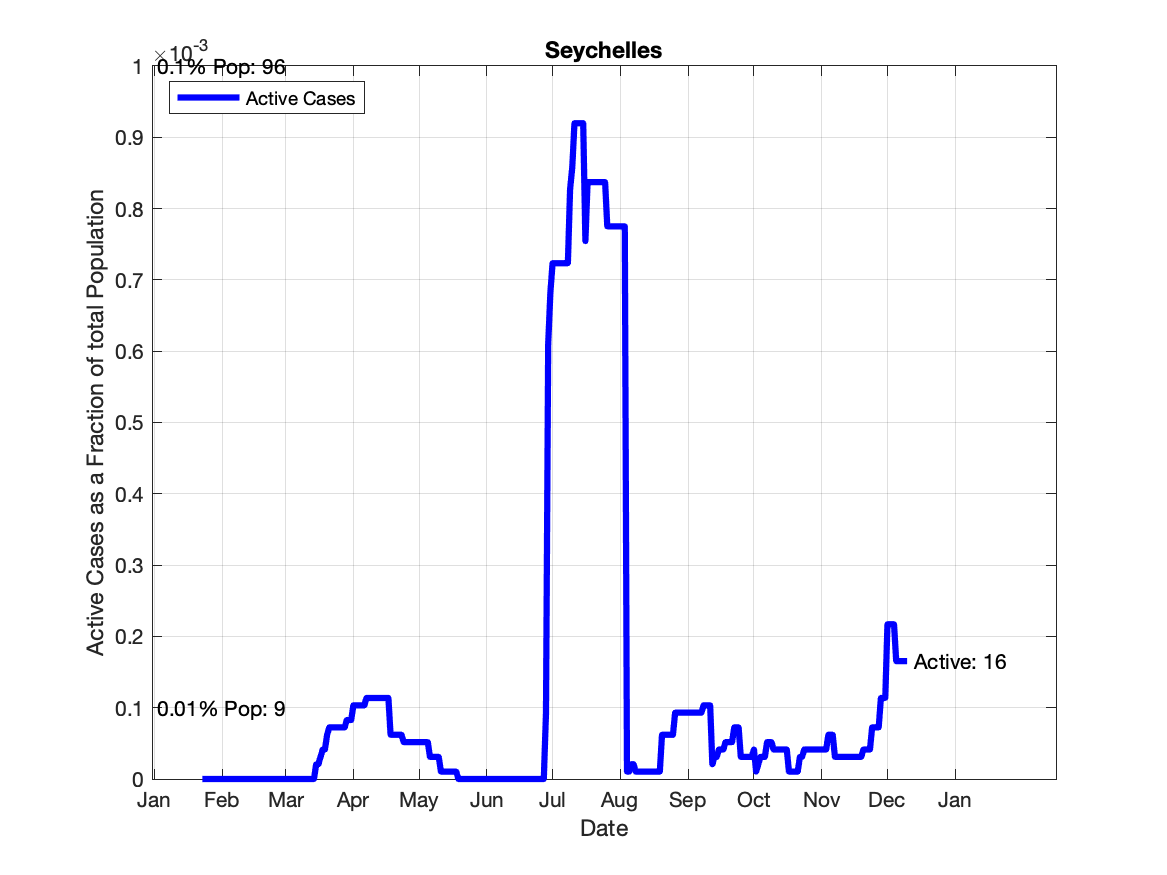 Seychelles
×10-3
0.1% Pop: 96
Active Cases
1
0.9
0.8
0.7
0.6
0.5
0.4
0.3
0.2
0.1
0
Active Cases as a Fraction of total Population
0.01% Pop: 9
Active: 16
Jan Feb Mar Apr May Jun Jul Aug Sep Oct Nov Dec Jan
Date